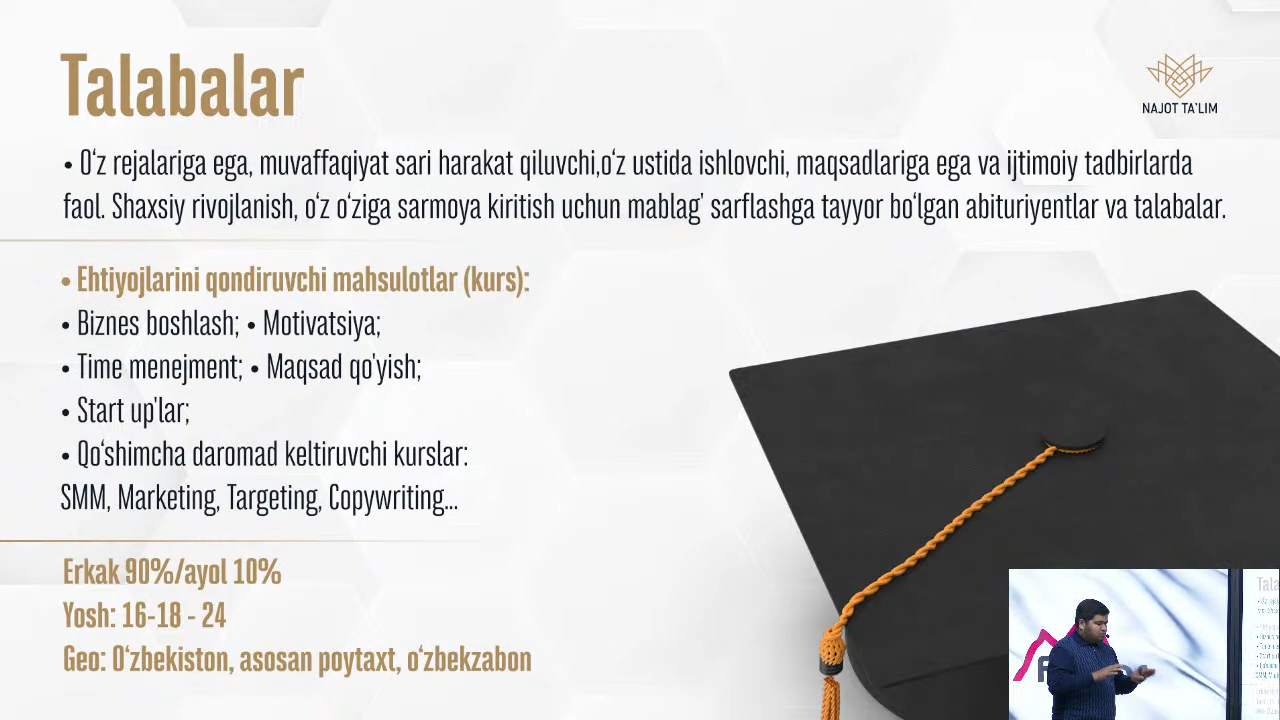 Talabalar
NAJOT TA'LIM
• O‘z rejalariga ega, muvaffaqiyat sari harakat qiluvchi,o‘z ustida ishlovchi, maqsadlariga ega va ijtimoiy tadbirlarda
faol. Shaxsiy rivojlanish, o‘z o‘ziga sarmoya kiritish uchun mablag' sarflashga tayyor bo‘lgan abituriyentlar va talabalar.
• Ehtiyojlarini qondiruvchi mahsulotlar (kurs):
• Biznes boshlash; • Motivatsiya;
• Time menejment; • Maqsad qo'yish;
• Start up'lar;
• Qo‘shimcha daromad keltiruvchi kurslar:
SMM, Marketing, Targeting, Copywriting...
Erkak 90%/ayol 10%
Yosh: 16-18 - 24
Geo: O‘zbekiston, asosan poytaxt, o‘zbekzabon